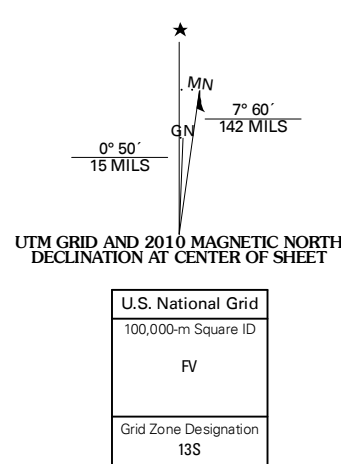 ★
MN
7° 60´
142 MILS
GN
0° 50´
15 MILS
UTM GRID AND 2010 MAGNETIC NORTH
DECLINATION AT CENTER OF SHEET
U.S. National Grid
100,000-m Square ID
FV
Grid Zone Designation
13S